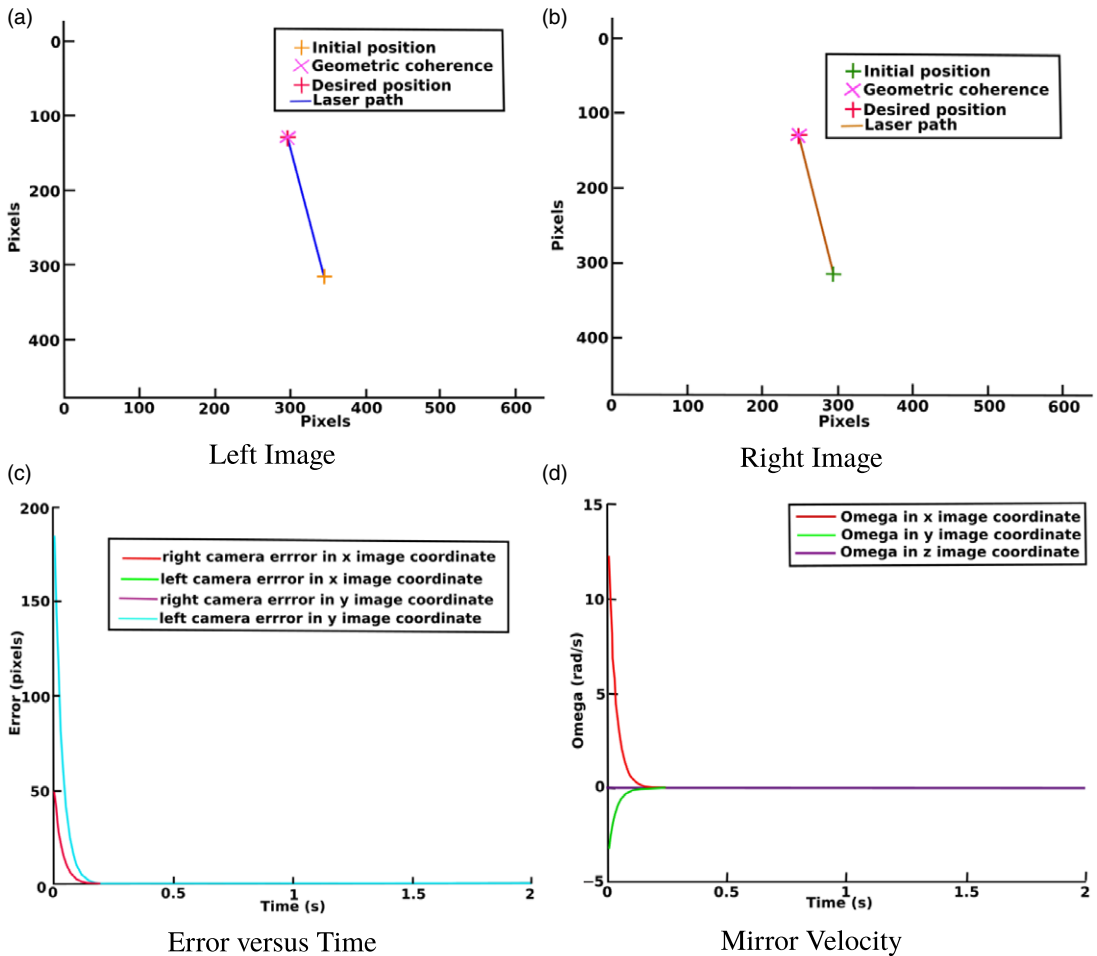 (a)
0
100
200
300
400
Pixels
Initial position
Geometric coherence
Desired position
Laser path
0 100 200 300 400 500 600
Pixels
Left Image
(b)
0
100
200
300
400
Pixels
Initial position
Geometric coherence
Desired position
Laser path
0 100 200 300 400 500 600
Pixels
Right Image
(c)
200
150
100
50
0
Error (pixels)
right camera errror in x image coordinate
left camera errror in x image coordinate
right camera errror in y image coordinate
left camera errror in y image coordinate
0 0.5 1 1.5 2
Time (s)
Error versus Time
(d)
15
10
5
0
−5
Omega (rad/s)
Omega in x image coordinate
Omega in y image coordinate
Omega in z image coordinate
0 0.5 1 1.5 2
Time (s)
Mirror Velocity